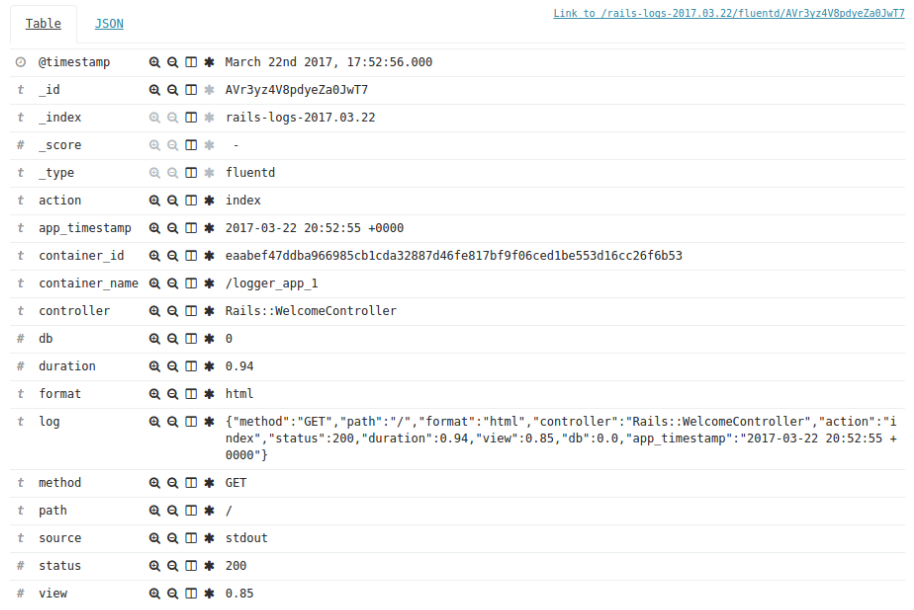 Table JSON Link to /rails-logs-2017.03.22/fluentd/AVr3yz4V8pdyeZa0JwT7
@timestamp March 22nd 2017, 17:52:56.000
t _id AVr3yz4V8pdyeZa0JwT7
t _index rails-logs-2017.03.22
# _score -
t _type fluentd
t action index
t app_timestamp 2017-03-22 20:52:55 +0000
t container_id eaabef47ddba966985cb1cda32887d46fe817bf9f06ced1be553d16cc26f6b53
t container_name /logger_app_1
t controller Rails::WelcomeController
# db 0
# duration 0.94
t format html
t log {"method":"GET","path":"/","format":"html","controller":"Rails::WelcomeController","action":"i
ndex","status":200,"duration":0.94,"view":0.85,"db":0.0,"app_timestamp":"2017-03-22 20:52:55 +
0000"}
t method GET
t path /
t source stdout
# status 200
# view 0.85